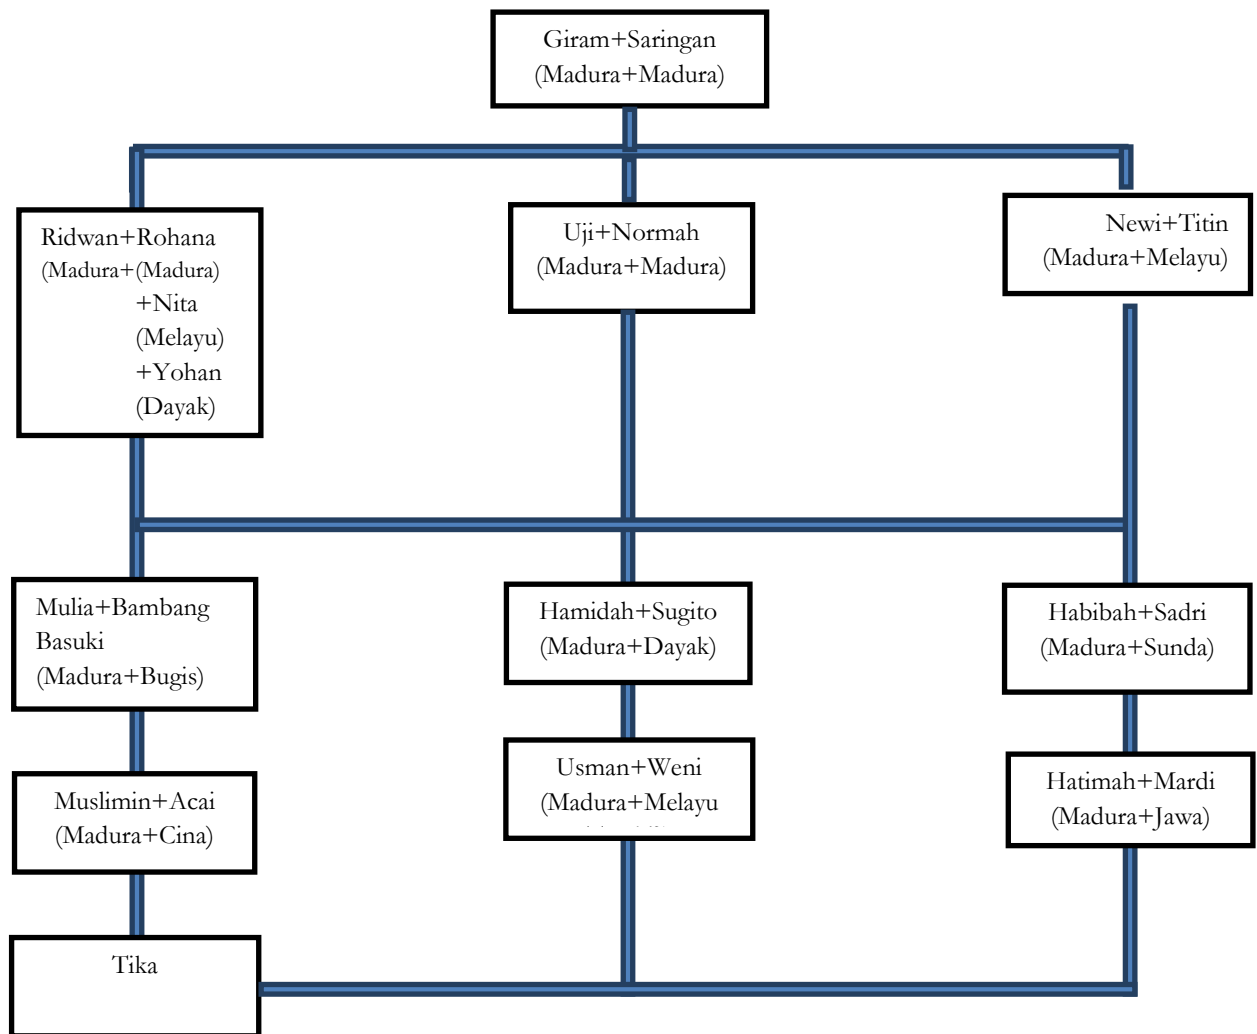 Giram+Saringan
(Madura+Madura)
Ridwan+Rohana
(Madura+(Madura)
+Nita
(Melayu)
+Yohan
(Dayak)
Uji+Normah
(Madura+Madura)
Newi+Titin
(Madura+Melayu)
Mulia+Bambang
Basuki
(Madura+Bugis)
Hamidah+Sugito
(Madura+Dayak)
Habibah+Sadri
(Madura+Sunda)
Muslimin+Acai
(Madura+Cina)
Usman+Weni
(Madura+Melayu
Hatimah+Mardi
(Madura+Jawa)
Tika